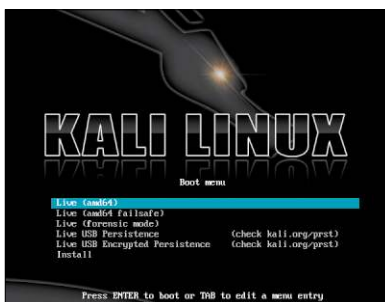 KALI LINUX
Boot menu
Live (amd64)
Live (amd64 failsafe)
Live (forensic mode)
Live USB Persistence (check kali.org/prst)
Live USB Encrypted Persistence (check kali.org/prst)
Install
Press ENTER to boot or TAB to edit a menu entry